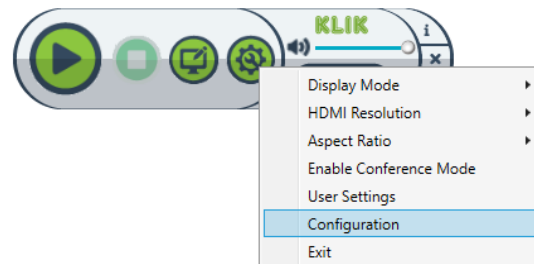 KLIK
i
x
Display Mode
HDMI Resolution
Aspect Ratio
Enable Conference Mode
User Settings
Configuration
Exit